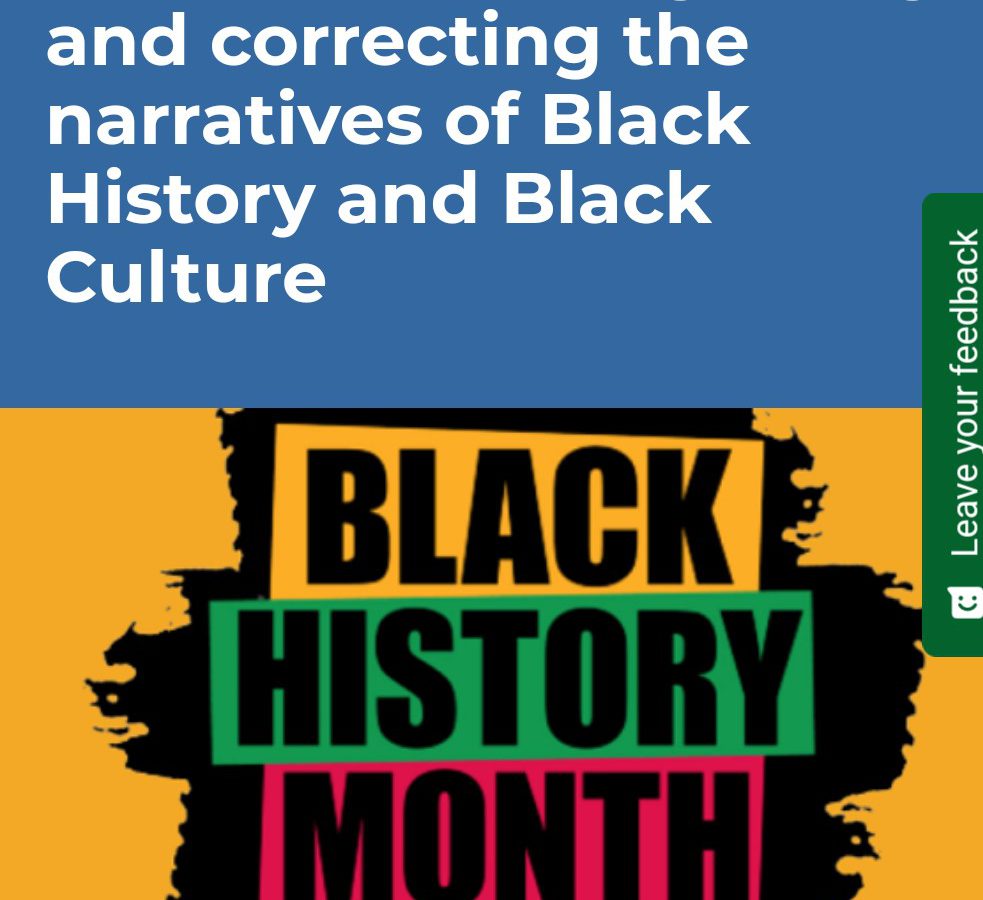 and correcting the
narratives of Black
History and Black
Culture
Leave your feedback
BLACK
HISTORY
MONTH